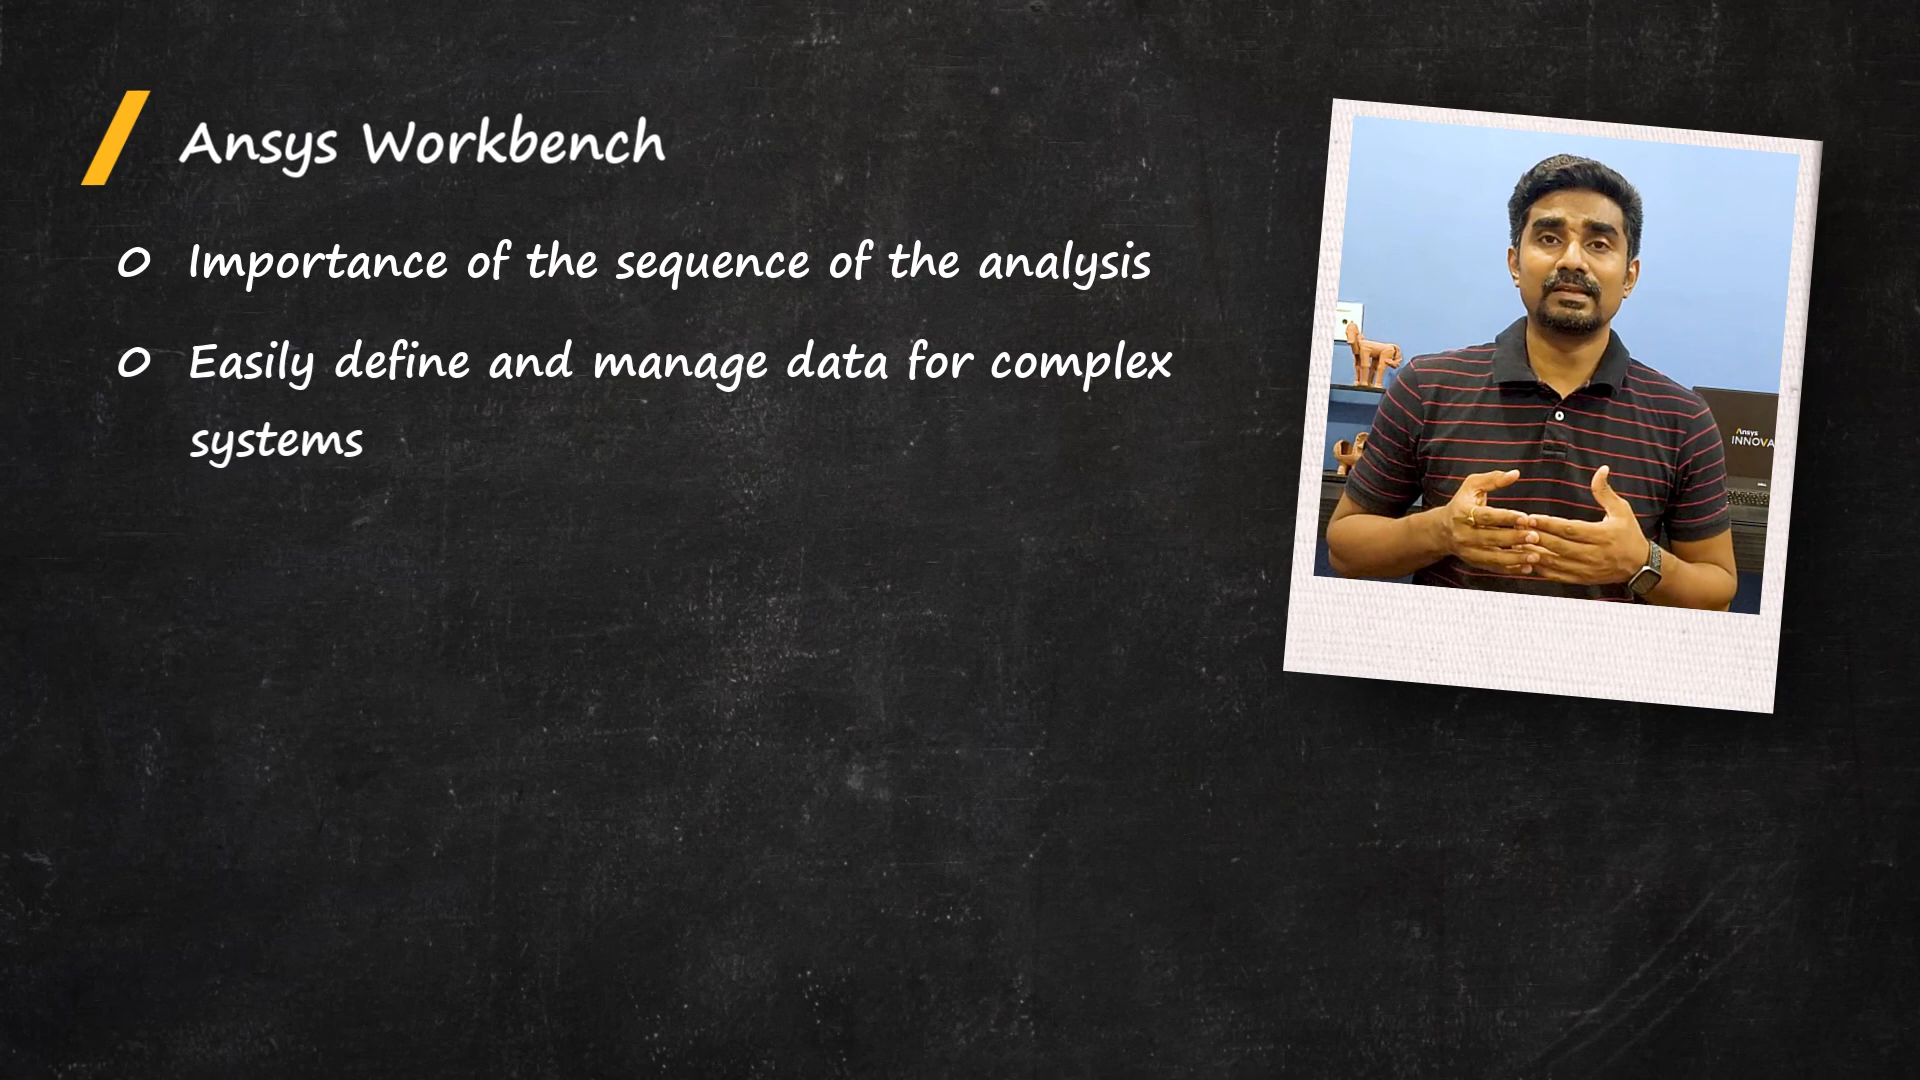 Ansys Workbench
O Importance of the sequence of the analysis
O Easily define and manage data for complex
systems
Ansys
INNOVA